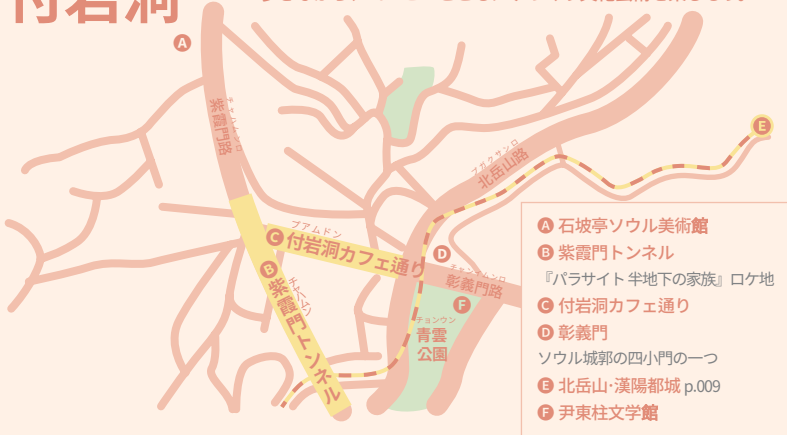 付岩洞
A
チャハムンロ
紫霞門路
E
ブガクサンロ
北岳山路
ブアムドン
C 付岩洞カフェ通り
D
チャンイムンロ
彰義門路
B 紫霞門トンネル
チャハムン
F
チョンウン
青雲
公園
A 石坡亭ソウル美術館
B 紫霞門トンネル
『パラサイト 半地下の家族』ロケ地
C 付岩洞カフェ通り
D 彰義門
ソウル城郭の四小門の一つ
E 北岳山·漢陽都城 p.009
F 尹東柱文学館